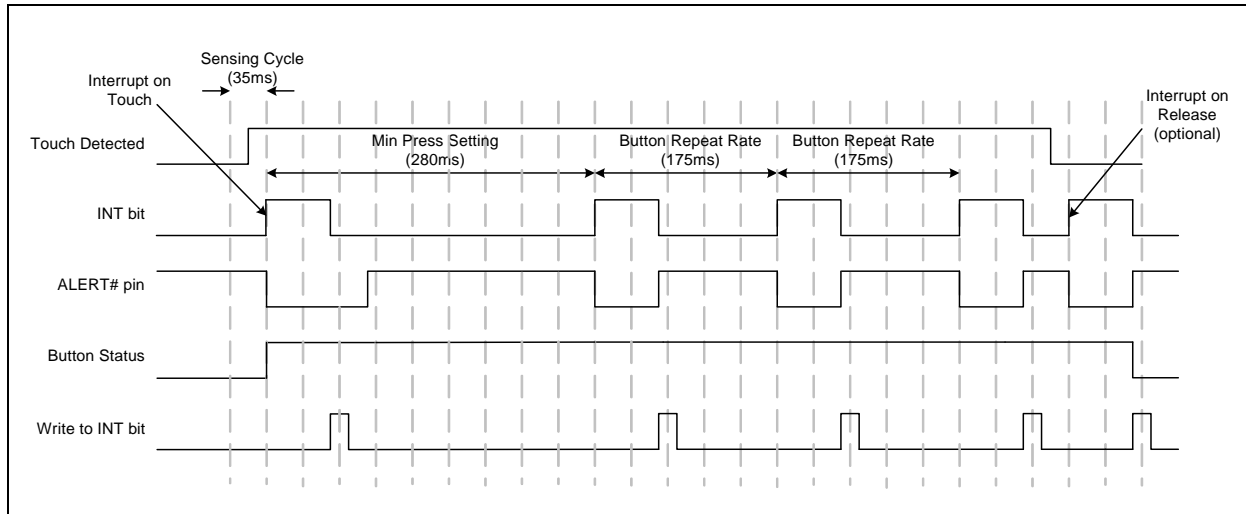 Sensing Cycle
(35ms)
Interrupt on
Touch
Interrupt on
Release
(optional)
Touch Detected
Min Press Setting
(280ms)
Button Repeat Rate
(175ms)
Button Repeat Rate
(175ms)
INT bit
ALERT# pin
Button Status
Write to INT bit